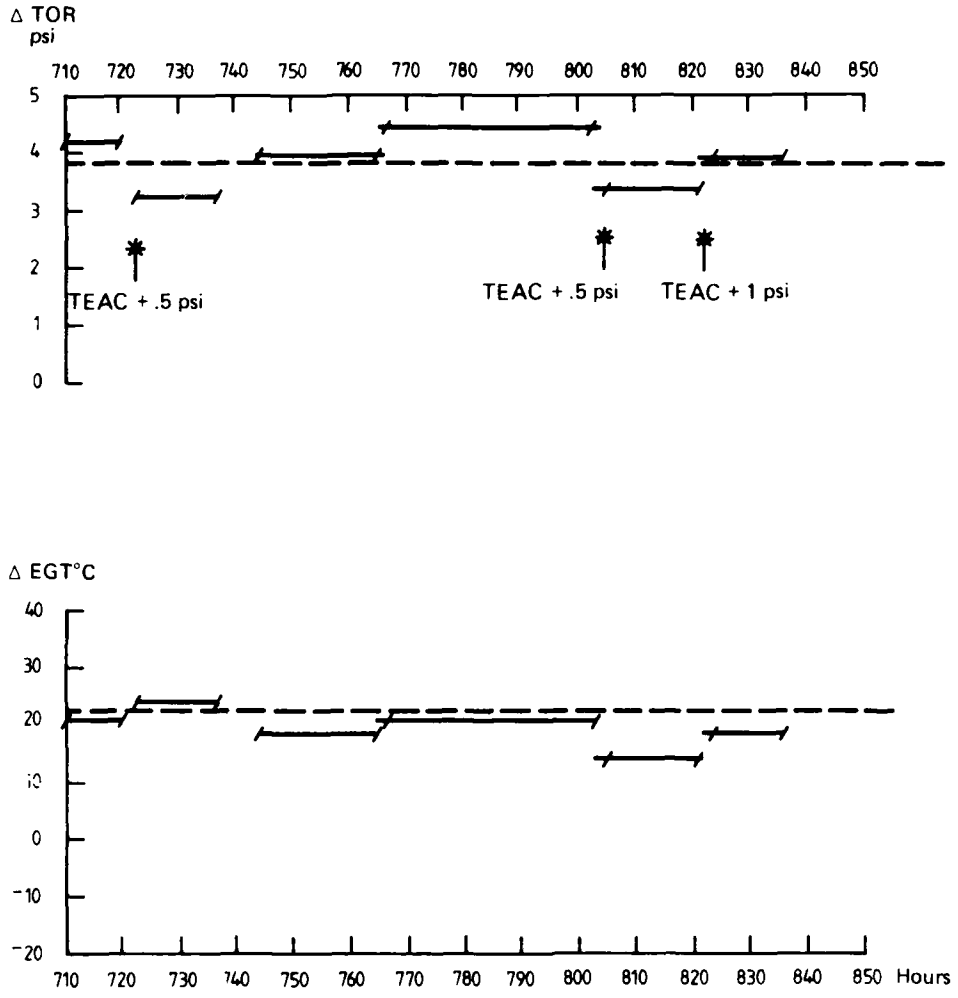 Δ TOR
psi
710 720 730 740 750 760 770 780 790 800 810 820 830 840 850
5
4
3
2
1
0
TEAC + .5 psi
TEAC + .5 psi
TEAC + 1 psi
Δ EGT°C
40
30
20
10
0
-10
-20
710 720 730 740 750 760 770 780 790 800 810 820 830 840 850 Hours